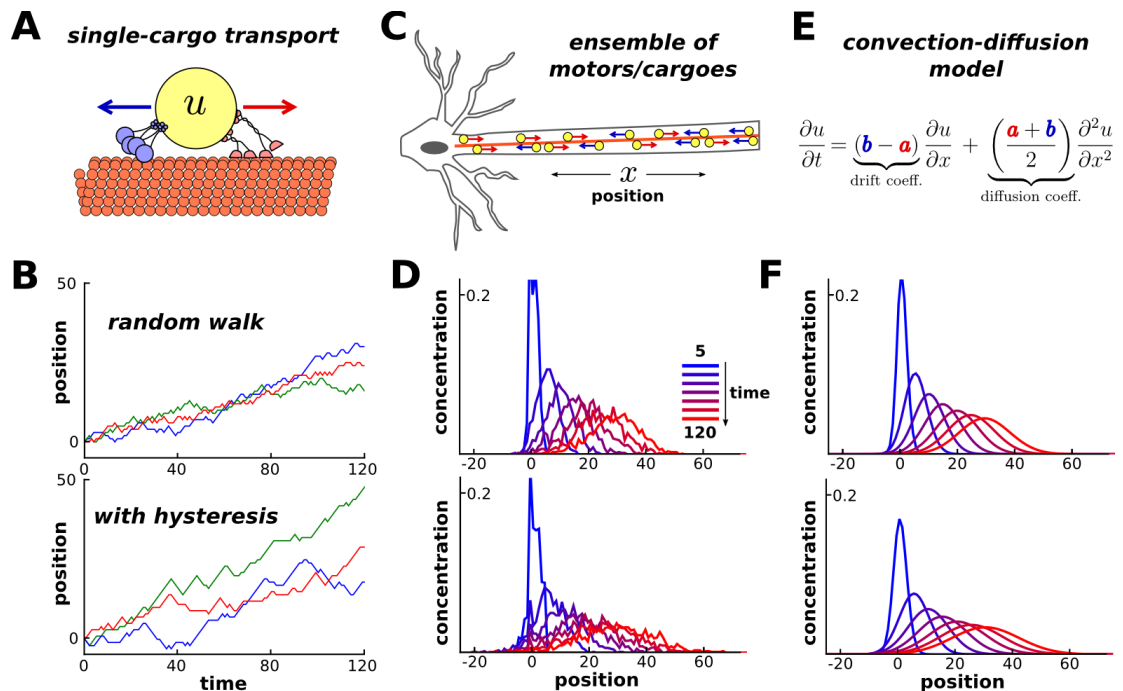 A
single-cargo transport
u
C
ensemble of
motors/cargoes
x
position
E
convection-diffusion
model
∂u/∂t = (b − a) ∂u/∂x + ((a + b)/2) ∂²u/∂x²
drift coeff.
diffusion coeff.
B
50
random walk
position
0
0 40 80 120
50
with hysteresis
position
0
0 40 80 120
time
D
0.2
concentration
5
time
120
-20 0 20 40 60
0.2
concentration
-20 0 20 40 60
position
F
0.2
concentration
-20 0 20 40 60
0.2
concentration
-20 0 20 40 60
position